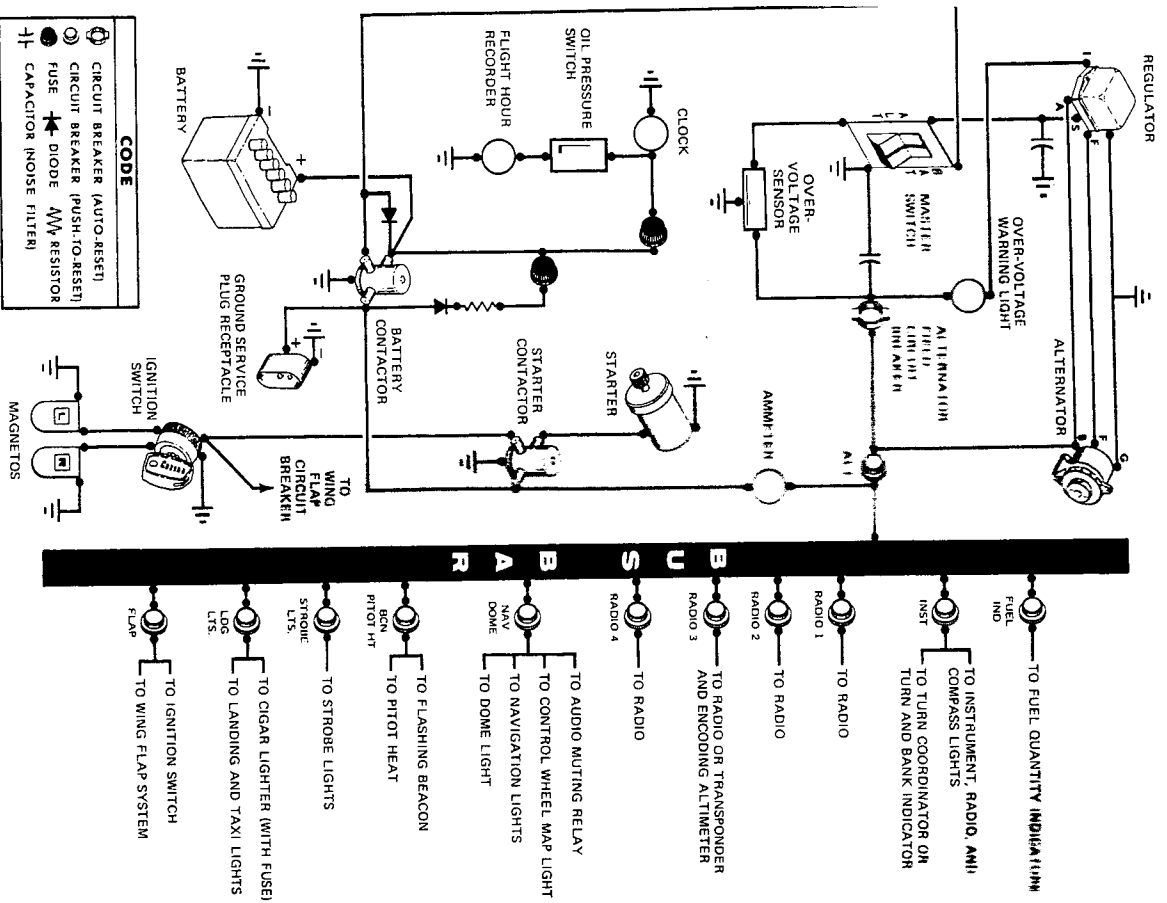 REGULATOR
I
A
S
F
ALTERNATOR
B
F
G
OVER-VOLTAGE
WARNING LIGHT
A
L
T
B
A
T
MASTER
SWITCH
OVER-
VOLTAGE
SENSOR
ALTERNATOR
FIELD
CIRCUIT
BREAKER
ALT
AMMETER
CLOCK
OIL PRESSURE
SWITCH
FLIGHT HOUR
RECORDER
STARTER
STARTER
CONTACTOR
BATTERY
CONTACTOR
GROUND SERVICE
PLUG RECEPTACLE
+
−
BATTERY
−
+
IGNITION
SWITCH
TO
WING
FLAP
CIRCUIT
BREAKER
MAGNETOS
L
R
CODE
CIRCUIT BREAKER (AUTO-RESET)
CIRCUIT BREAKER (PUSH-TO-RESET)
FUSE DIODE RESISTOR
CAPACITOR (NOISE FILTER)
BUS BAR
FUEL
IND
TO FUEL QUANTITY INDICATORS
INST
TO INSTRUMENT, RADIO, AND
COMPASS LIGHTS
TO TURN COORDINATOR OR
TURN AND BANK INDICATOR
RADIO 1
TO RADIO
RADIO 2
TO RADIO
RADIO 3
TO RADIO OR TRANSPONDER
AND ENCODING ALTIMETER
RADIO 4
TO RADIO
NAV
DOME
TO AUDIO MUTING RELAY
TO CONTROL WHEEL MAP LIGHT
TO NAVIGATION LIGHTS
TO DOME LIGHT
BCN
PITOT HT
TO FLASHING BEACON
TO PITOT HEAT
STROBE
LTS.
TO STROBE LIGHTS
LDG
LTS.
TO CIGAR LIGHTER (WITH FUSE)
TO LANDING AND TAXI LIGHTS
FLAP
TO IGNITION SWITCH
TO WING FLAP SYSTEM